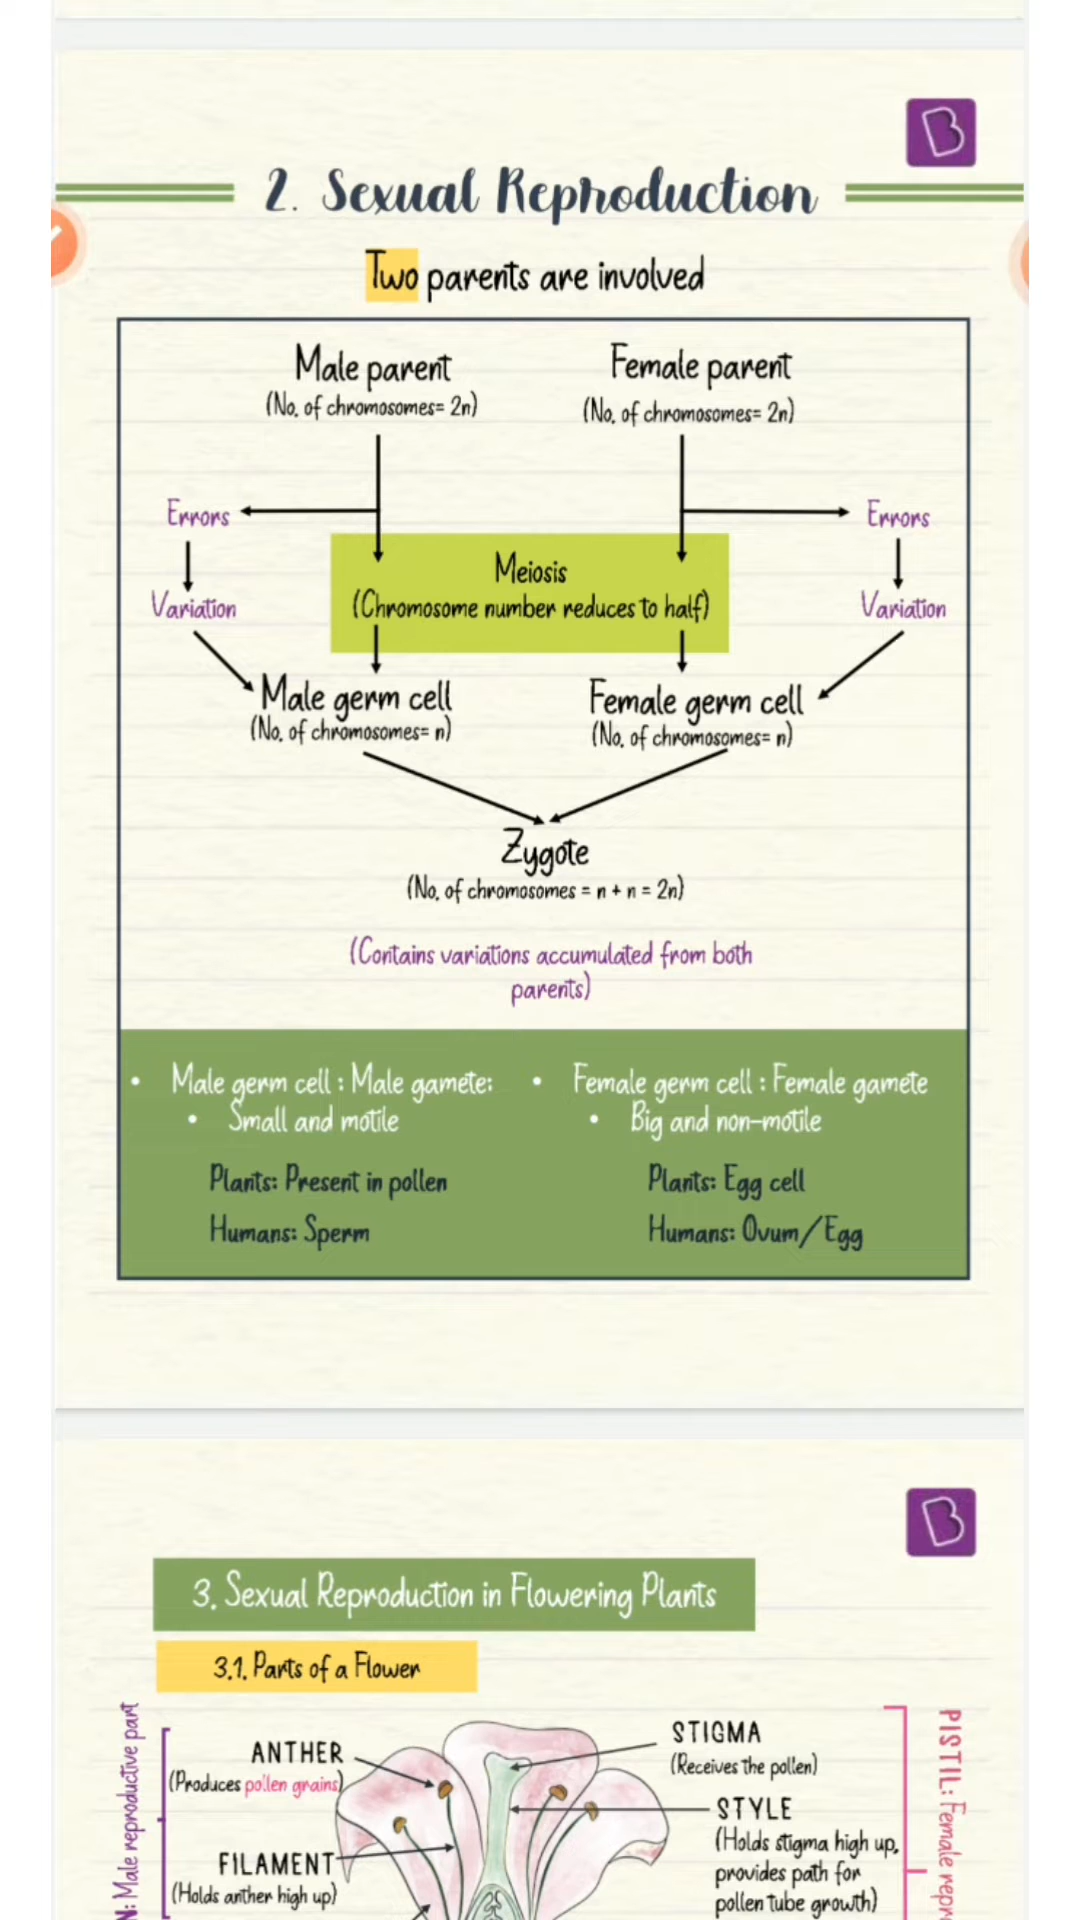 2. Sexual Reproduction
Two parents are involved
Male parent
(No. of chromosomes= 2n)
Female parent
(No. of chromosomes= 2n)
Errors
Errors
Meiosis
(Chromosome number reduces to half)
Variation
Variation
Male germ cell
(No. of chromosomes= n)
Female germ cell
(No. of chromosomes= n)
Zygote
(No. of chromosomes = n + n = 2n)
(Contains variations accumulated from both
parents)
• Male germ cell : Male gamete:
• Small and motile
Plants: Present in pollen
Humans: Sperm
• Female germ cell : Female gamete
• Big and non-motile
Plants: Egg cell
Humans: Ovum/Egg
3. Sexual Reproduction in Flowering Plants
3.1. Parts of a Flower
Male reproductive part
ANTHER
(Produces pollen grains)
FILAMENT
(Holds anther high up)
STIGMA
(Receives the pollen)
STYLE
(Holds stigma high up,
provides path for
pollen tube growth)
PISTIL: Female